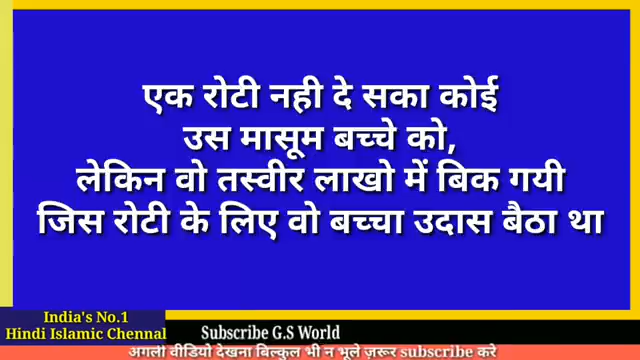 एक रोटी नही दे सका कोई
उस मासूम बच्चे को,
लेकिन वो तस्वीर लाखो में बिक गयी
जिस रोटी के लिए वो बच्चा उदास बैठा था
India's No.1
Hindi Islamic Chennal
Subscribe G.S World
अगली वीडियो देखना बिल्कुल भी न भूले ज़रूर subscribe करे